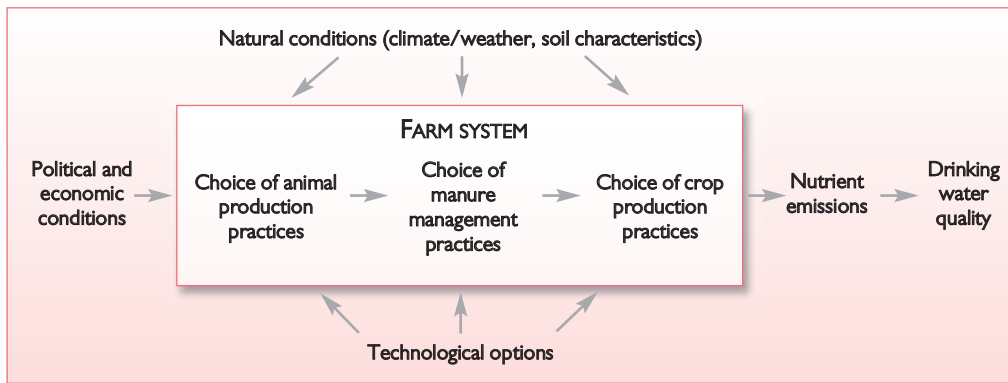 Natural conditions (climate/weather, soil characteristics)
FARM SYSTEM
Political and
economic
conditions
Choice of animal
production
practices
Choice of
manure
management
practices
Choice of crop
production
practices
Nutrient
emissions
Drinking
water
quality
Technological options